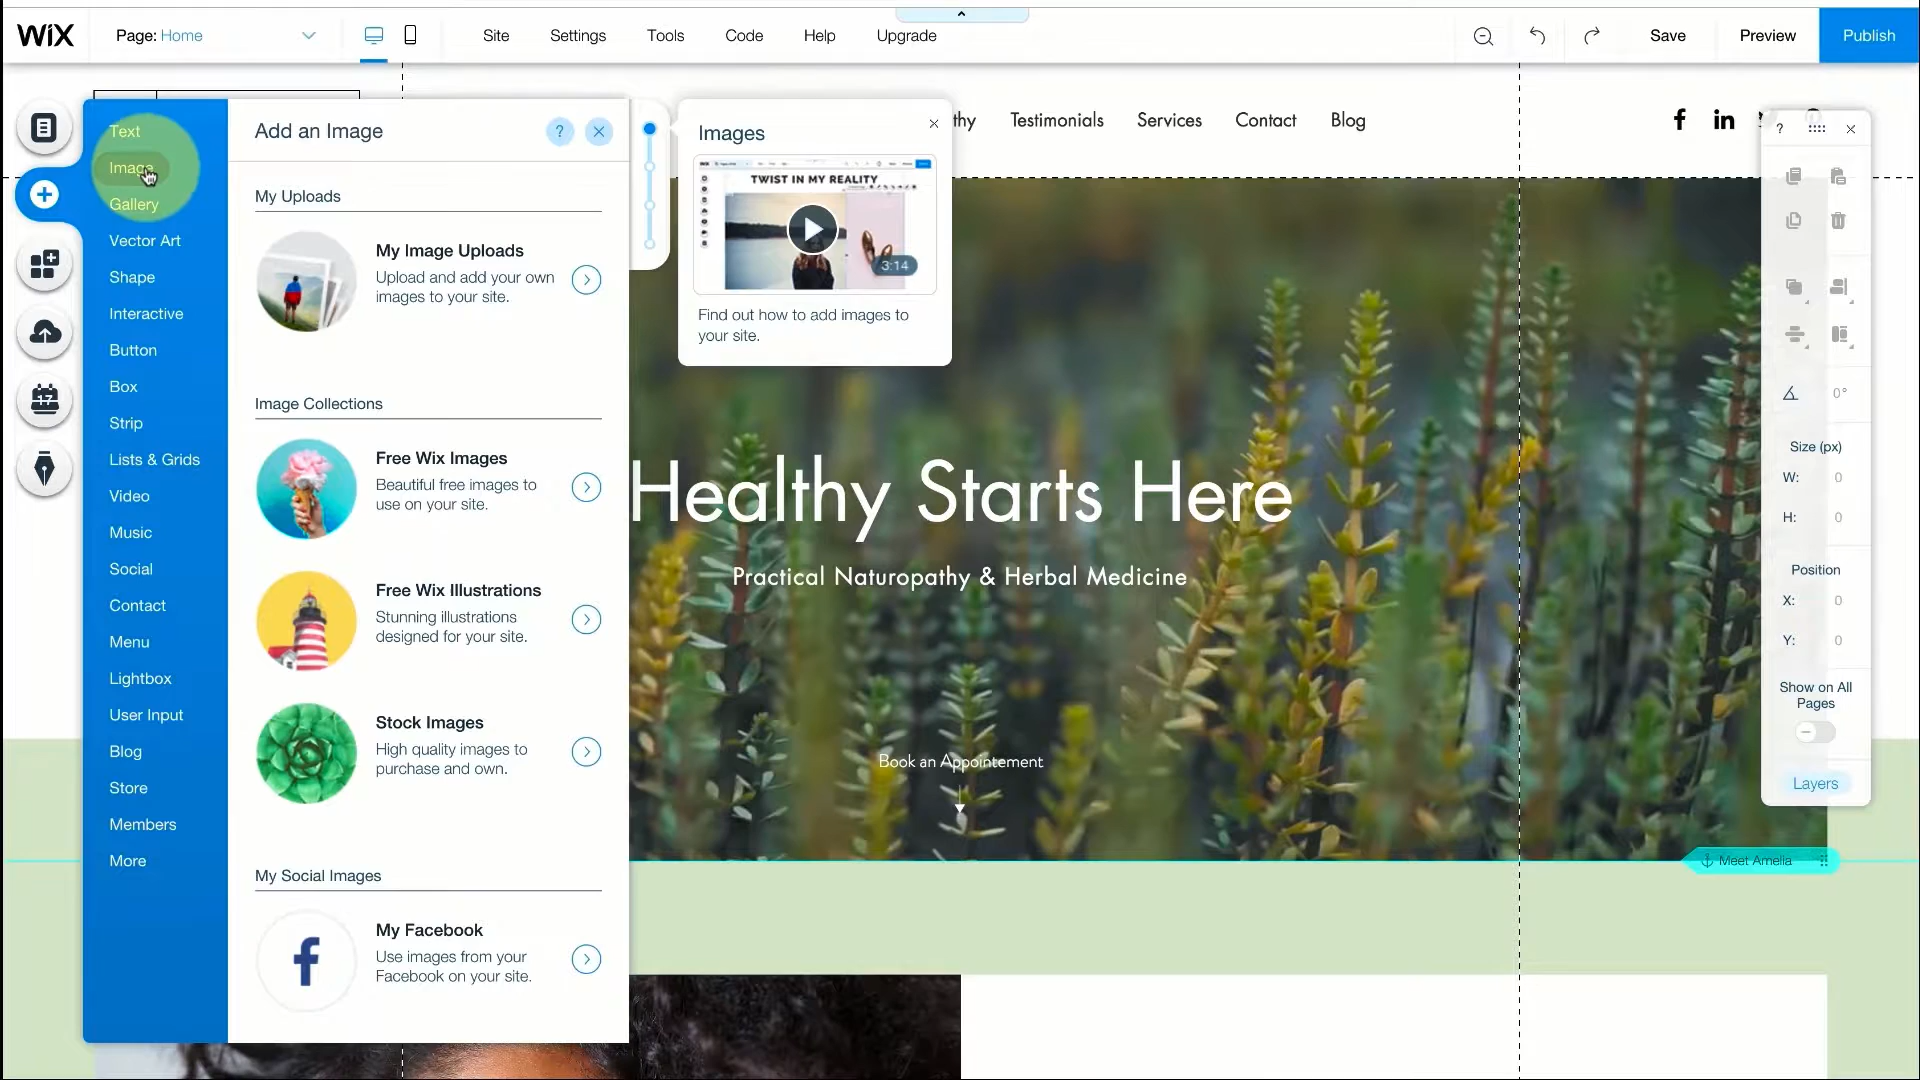 WiX
Page: Home
Site
Settings
Tools
Code
Help
Upgrade
Save
Preview
Publish
Text
Image
Gallery
Vector Art
Shape
Interactive
Button
Box
Strip
Lists & Grids
Video
Music
Social
Contact
Menu
Lightbox
User Input
Blog
Store
Members
More
17
Add an Image
?
My Uploads
My Image Uploads
Upload and add your own
images to your site.
Image Collections
Free Wix Images
Beautiful free images to
use on your site.
Free Wix Illustrations
Stunning illustrations
designed for your site.
Stock Images
High quality images to
purchase and own.
My Social Images
My Facebook
Use images from your
Facebook on your site.
Images
TWIST IN MY REALITY
3:14
Find out how to add images to
your site.
thy
Testimonials
Services
Contact
Blog
Healthy Starts Here
Practical Naturopathy & Herbal Medicine
Book an Appointement
Meet Amelia
?
0°
Size (px)
W: 0
H: 0
Position
X: 0
Y: 0
Show on All
Pages
Layers